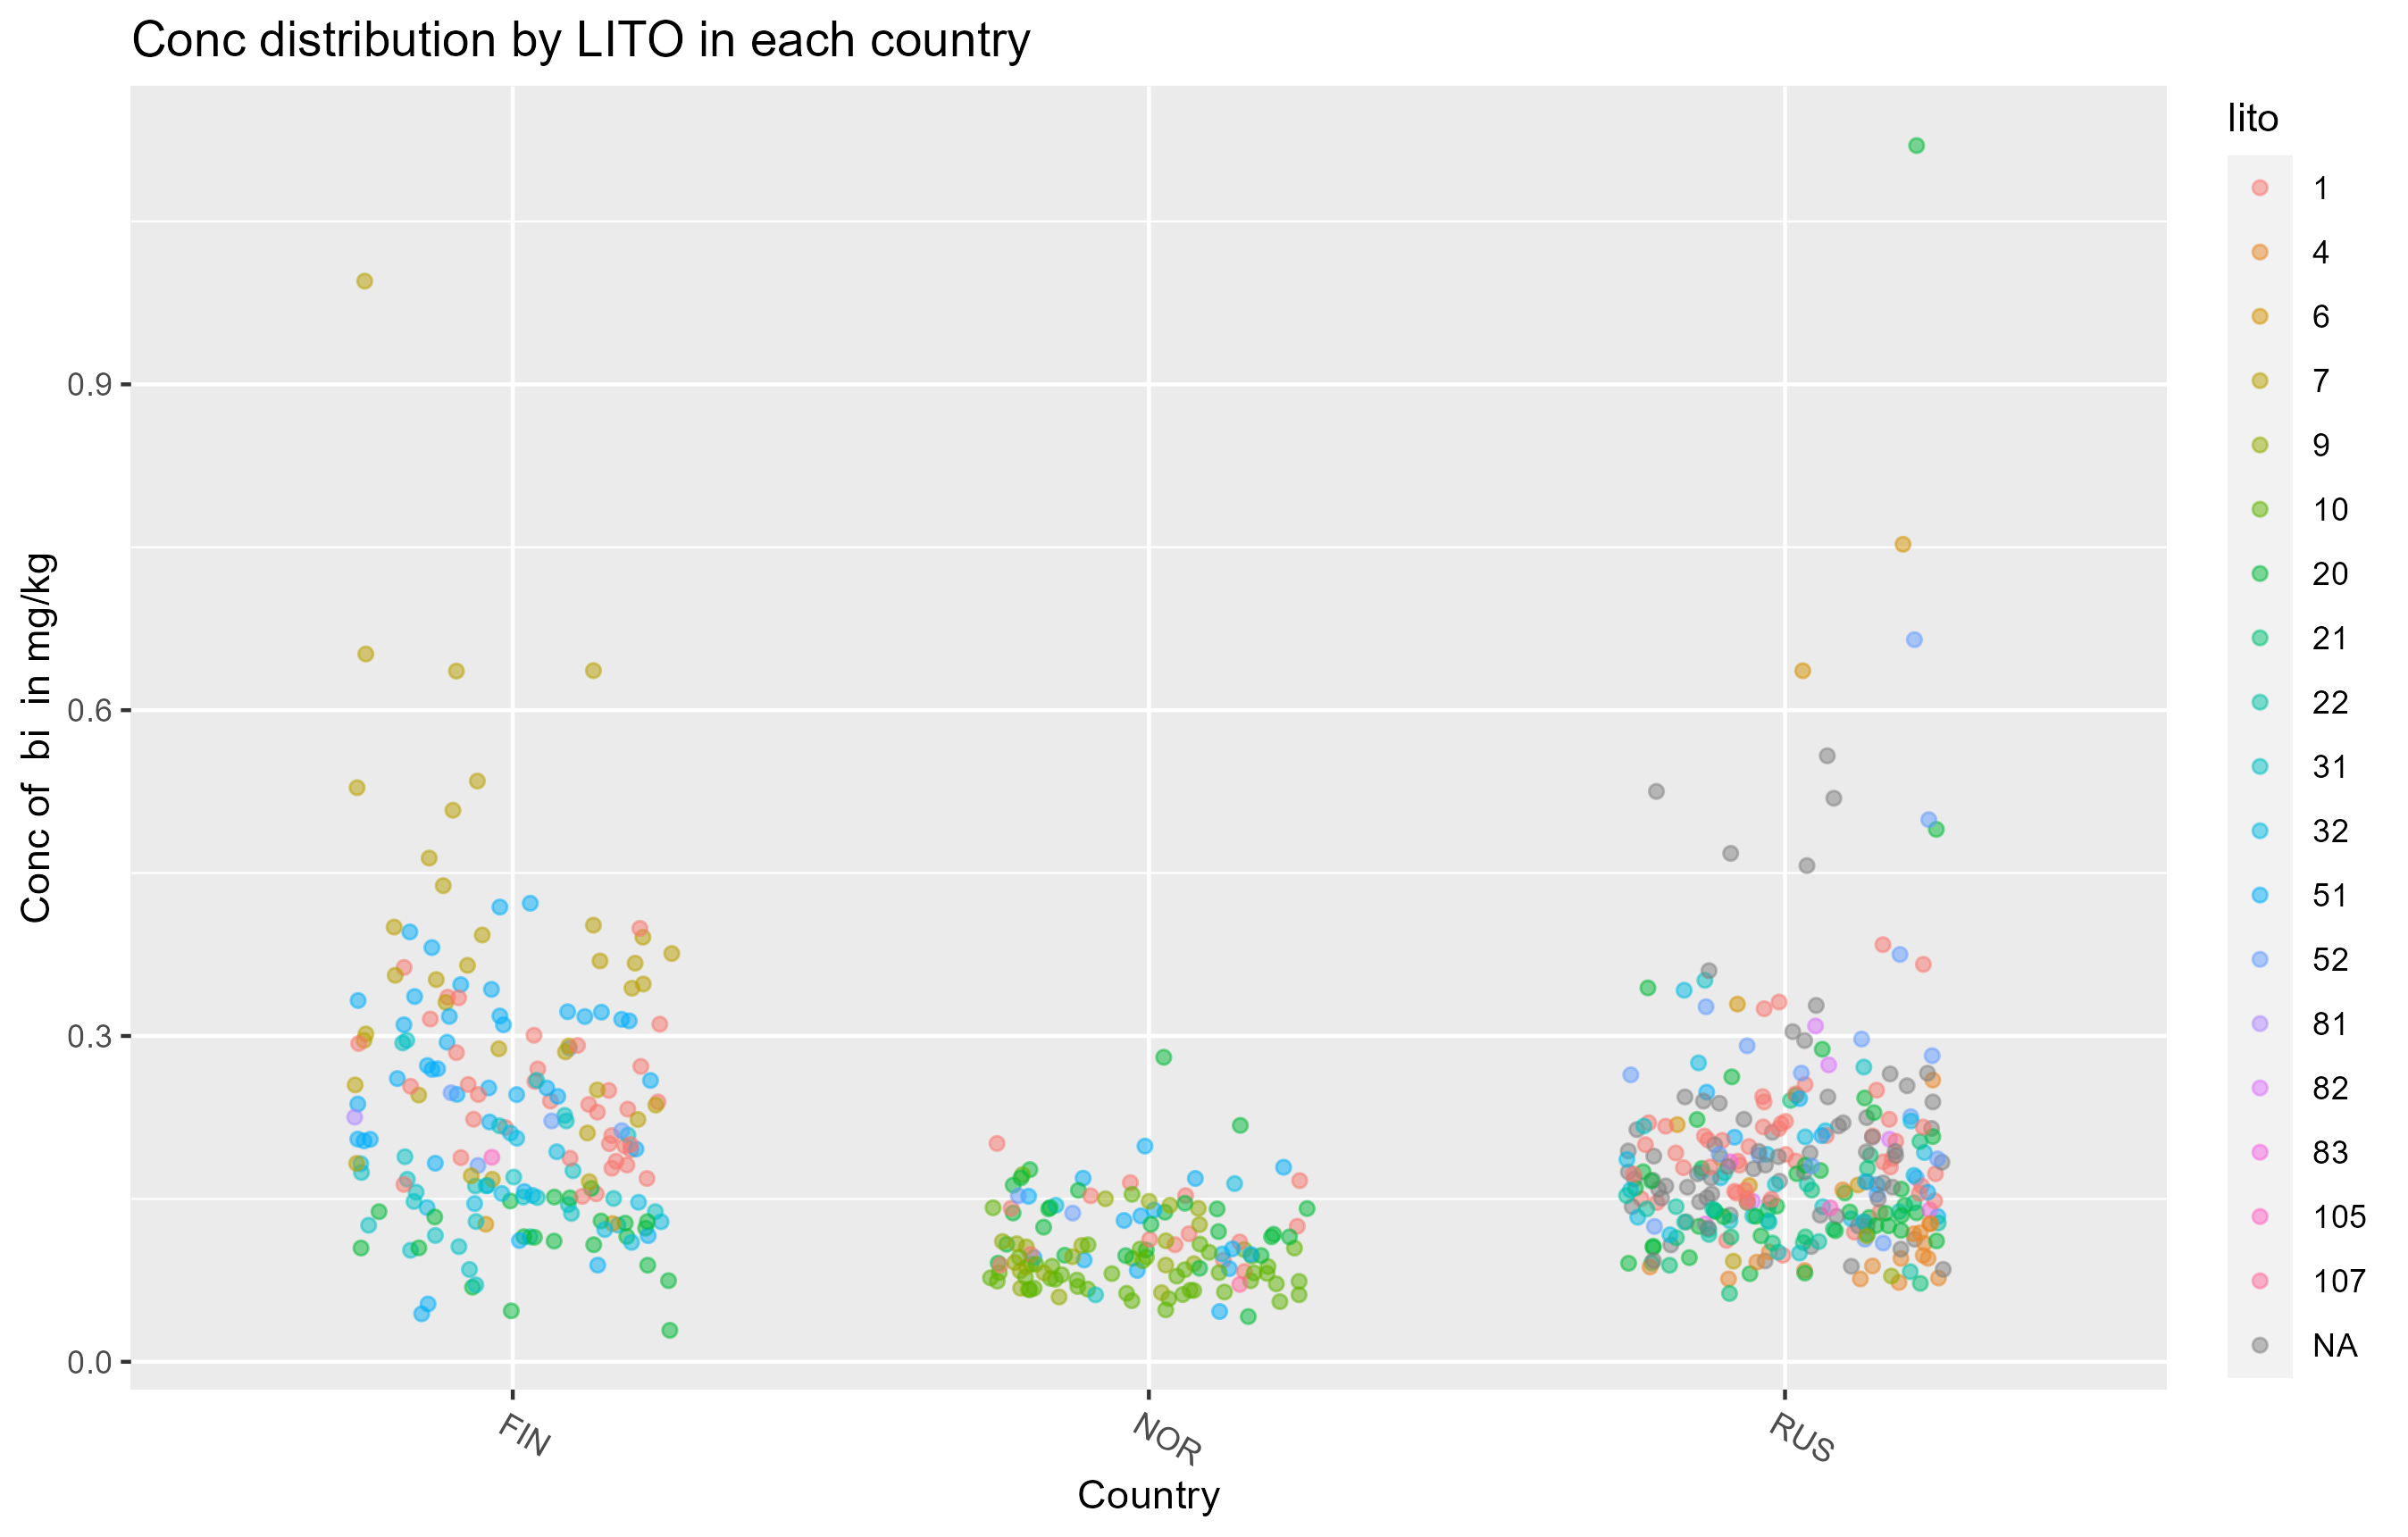 Conc distribution by LITO in each country
Conc of bi in mg/kg
0.9
0.6
0.3
0.0
FIN
NOR
RUS
Country
lito
1
4
6
7
9
10
20
21
22
31
32
51
52
81
82
83
105
107
NA